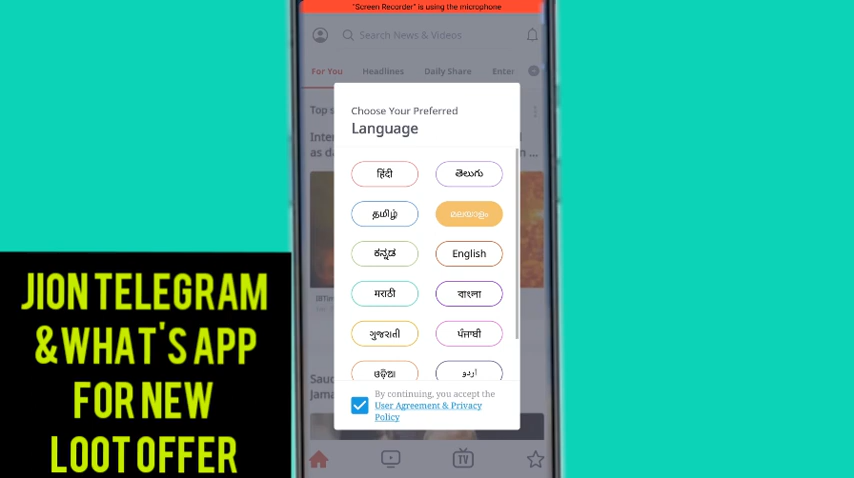 "Screen Recorder" is using the microphone
Search News & Videos
For You Headlines Daily Share Enter
Choose Your Preferred
Language
हिंदी తెలుగు
தமிழ் മലയാളം
ಕನ್ನಡ English
मराठी বাংলা
ગુજરાતી ਪੰਜਾਬੀ
ଓଡ଼ିଆ اردو
By continuing, you accept the
User Agreement & Privacy
Policy
TV
JION TELEGRAM
&WHAT'S APP
FOR NEW
LOOT OFFER